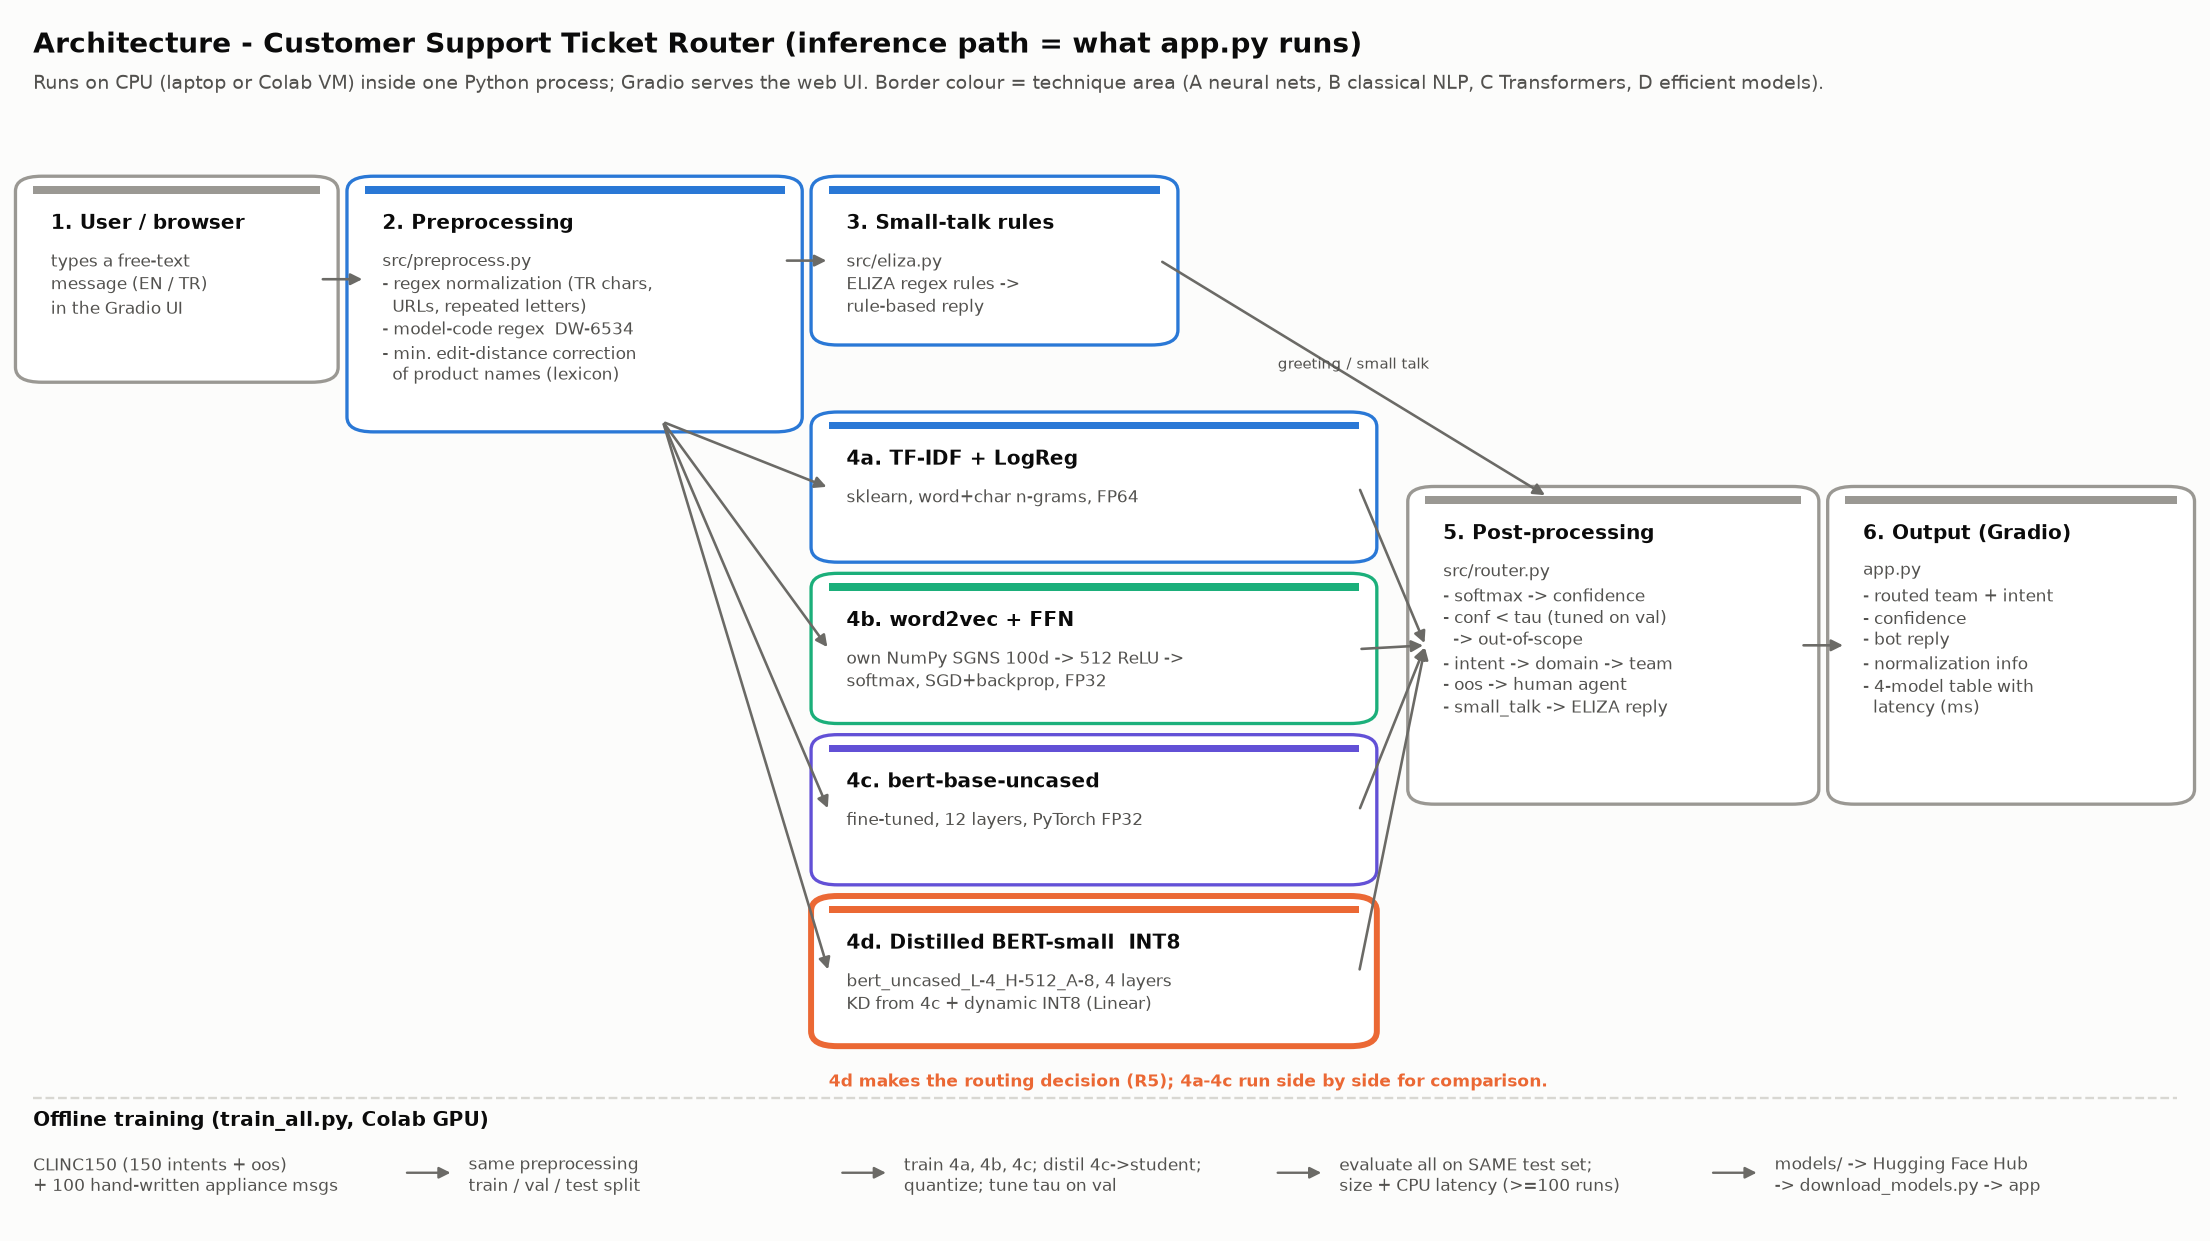 Architecture - Customer Support Ticket Router (inference path = what app.py runs)
Runs on CPU (laptop or Colab VM) inside one Python process; Gradio serves the web UI. Border colour = technique area (A neural nets, B classical NLP, C Transformers, D efficient models).
1. User / browser
types a free-text
message (EN / TR)
in the Gradio UI
2. Preprocessing
src/preprocess.py
- regex normalization (TR chars,
URLs, repeated letters)
- model-code regex  DW-6534
- min. edit-distance correction
of product names (lexicon)
3. Small-talk rules
src/eliza.py
ELIZA regex rules ->
rule-based reply
greeting / small talk
4a. TF-IDF + LogReg
sklearn, word+char n-grams, FP64
4b. word2vec + FFN
own NumPy SGNS 100d -> 512 ReLU ->
softmax, SGD+backprop, FP32
4c. bert-base-uncased
fine-tuned, 12 layers, PyTorch FP32
4d. Distilled BERT-small  INT8
bert_uncased_L-4_H-512_A-8, 4 layers
KD from 4c + dynamic INT8 (Linear)
5. Post-processing
src/router.py
- softmax -> confidence
- conf < tau (tuned on val)
-> out-of-scope
- intent -> domain -> team
- oos -> human agent
- small_talk -> ELIZA reply
6. Output (Gradio)
app.py
- routed team + intent
- confidence
- bot reply
- normalization info
- 4-model table with
latency (ms)
4d makes the routing decision (R5); 4a-4c run side by side for comparison.
Offline training (train_all.py, Colab GPU)
CLINC150 (150 intents + oos)
+ 100 hand-written appliance msgs
same preprocessing
train / val / test split
train 4a, 4b, 4c; distil 4c->student;
quantize; tune tau on val
evaluate all on SAME test set;
size + CPU latency (>=100 runs)
models/ -> Hugging Face Hub
-> download_models.py -> app